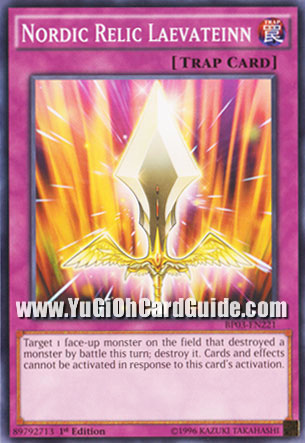 NORDIC RELIC LAEVATEINN
TRAP
罠
[TRAP CARD]
www.YuGiOhCardGuide.com
BP03-EN221
Target 1 face-up monster on the field that destroyed a
monster by battle this turn; destroy it. Cards and effects
cannot be activated in response to this card's activation.
89792713 1st Edition ©1996 KAZUKI TAKAHASHI